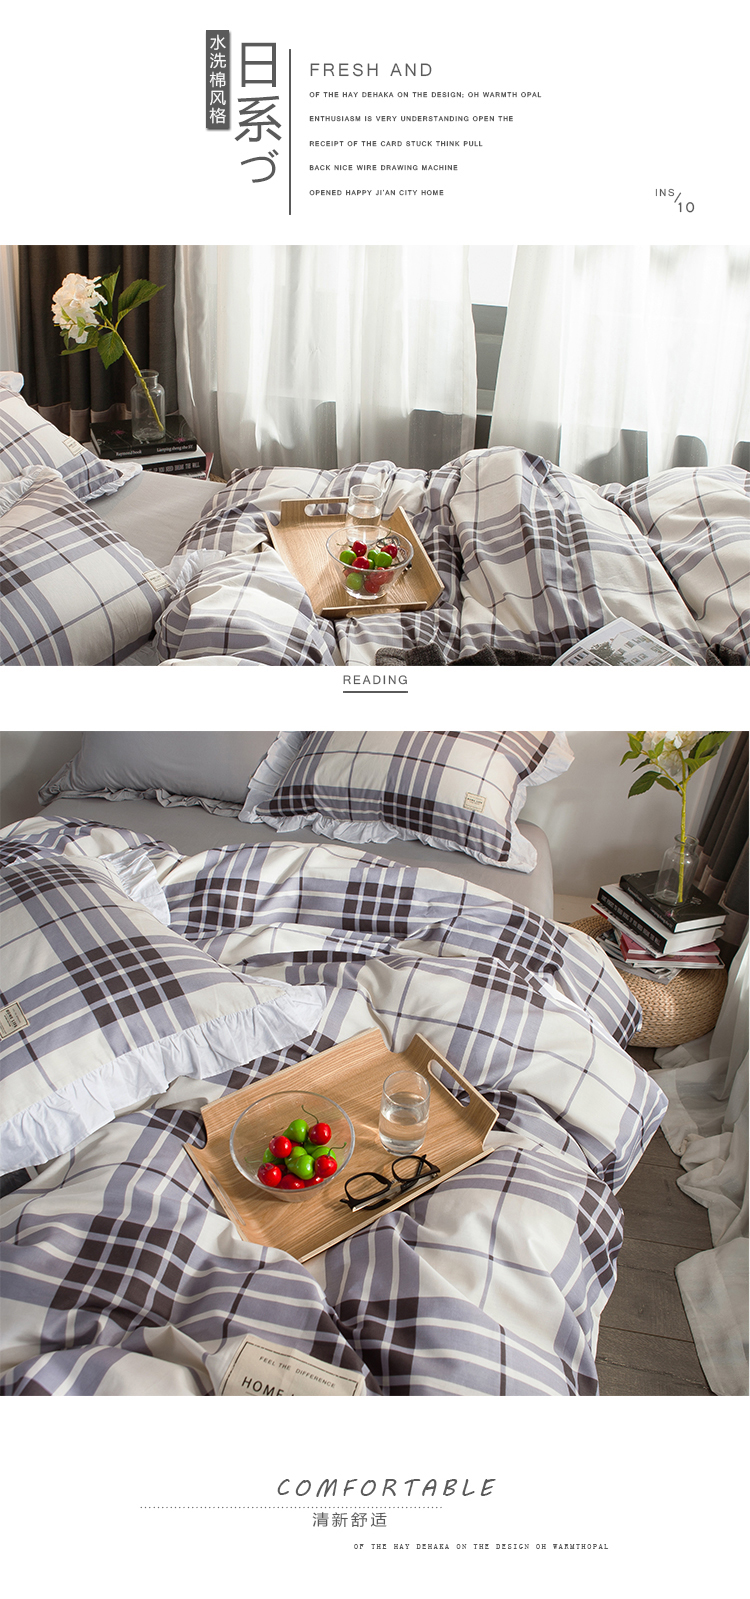 水洗棉风格
日系づ
FRESH AND
OF THE HAY DEHAKA ON THE DESIGN; OH WARMTH OPAL
ENTHUSIASM IS VERY UNDERSTANDING OPEN THE
RECEIPT OF THE CARD STUCK THINK PULL
BACK NICE WIRE DRAWING MACHINE
OPENED HAPPY JI'AN CITY HOME
INS/10
READING
FEEL THE DIFFERENCE
HOME
COMFORTABLE
清新舒适
OF THE HAY DEHAKA ON THE DESIGN OH WARMTHOPAL